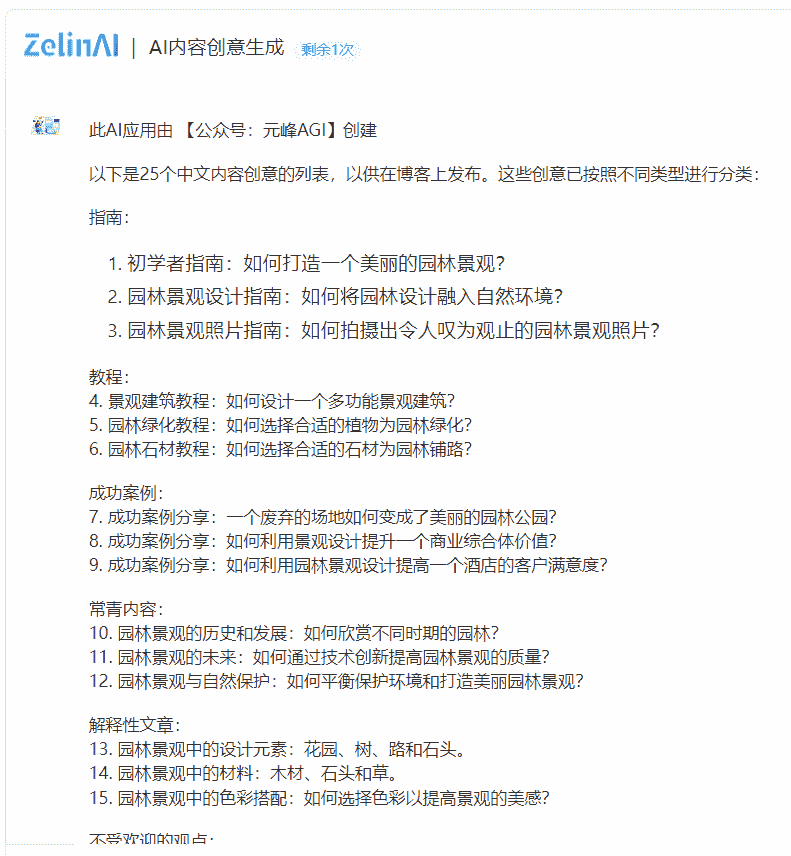 ZelinAI | AI内容创意生成 剩余1次
此AI应用由 【公众号：元峰AGI】创建
以下是25个中文内容创意的列表，以供在博客上发布。这些创意已按照不同类型进行分类：
指南：
1. 初学者指南：如何打造一个美丽的园林景观？
2. 园林景观设计指南：如何将园林设计融入自然环境？
3. 园林景观照片指南：如何拍摄出令人叹为观止的园林景观照片？
教程：
4. 景观建筑教程：如何设计一个多功能景观建筑？
5. 园林绿化教程：如何选择合适的植物为园林绿化？
6. 园林石材教程：如何选择合适的石材为园林铺路？
成功案例：
7. 成功案例分享：一个废弃的场地如何变成了美丽的园林公园？
8. 成功案例分享：如何利用景观设计提升一个商业综合体价值？
9. 成功案例分享：如何利用园林景观设计提高一个酒店的客户满意度？
常青内容：
10. 园林景观的历史和发展：如何欣赏不同时期的园林？
11. 园林景观的未来：如何通过技术创新提高园林景观的质量？
12. 园林景观与自然保护：如何平衡保护环境和打造美丽园林景观？
解释性文章：
13. 园林景观中的设计元素：花园、树、路和石头。
14. 园林景观中的材料：木材、石头和草。
15. 园林景观中的色彩搭配：如何选择色彩以提高景观的美感？
不受欢迎的观点：